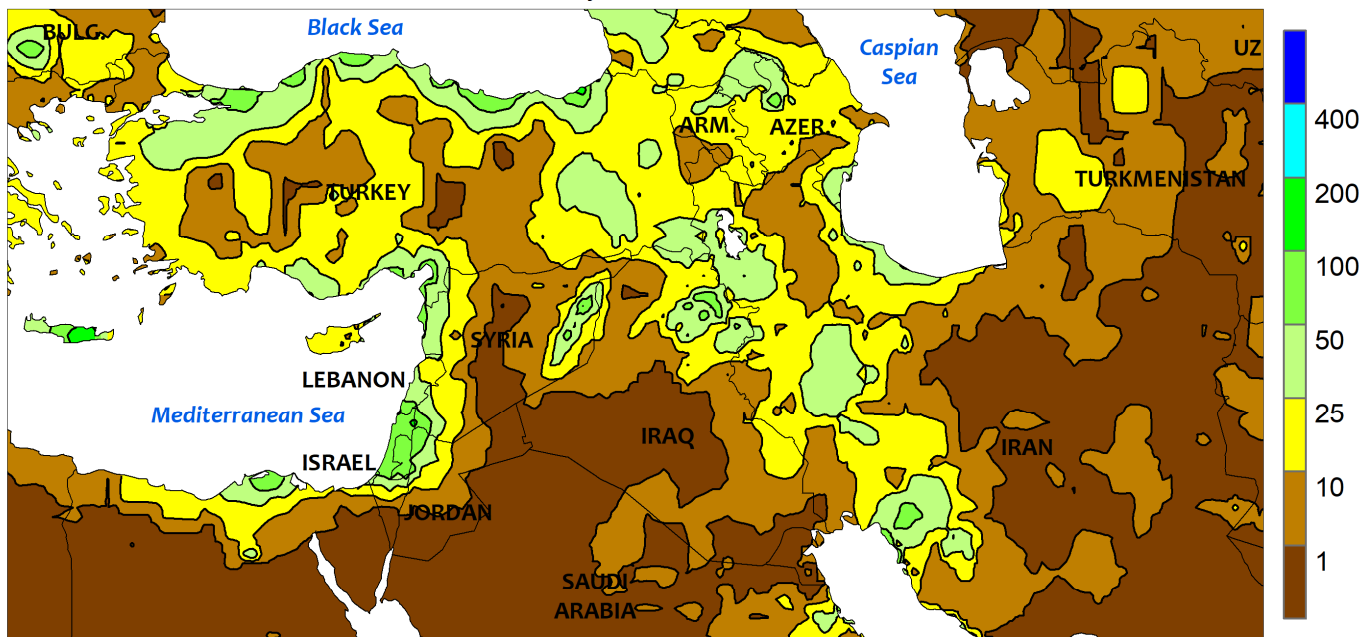 BULG.
Black Sea
Caspian
Sea
UZ
400
ARM.
AZER.
TURKEY
TURKMENISTAN
200
100
SYRIA
50
LEBANON
Mediterranean Sea
25
IRAQ
IRAN
ISRAEL
10
JORDAN
1
SAUDI
ARABIA